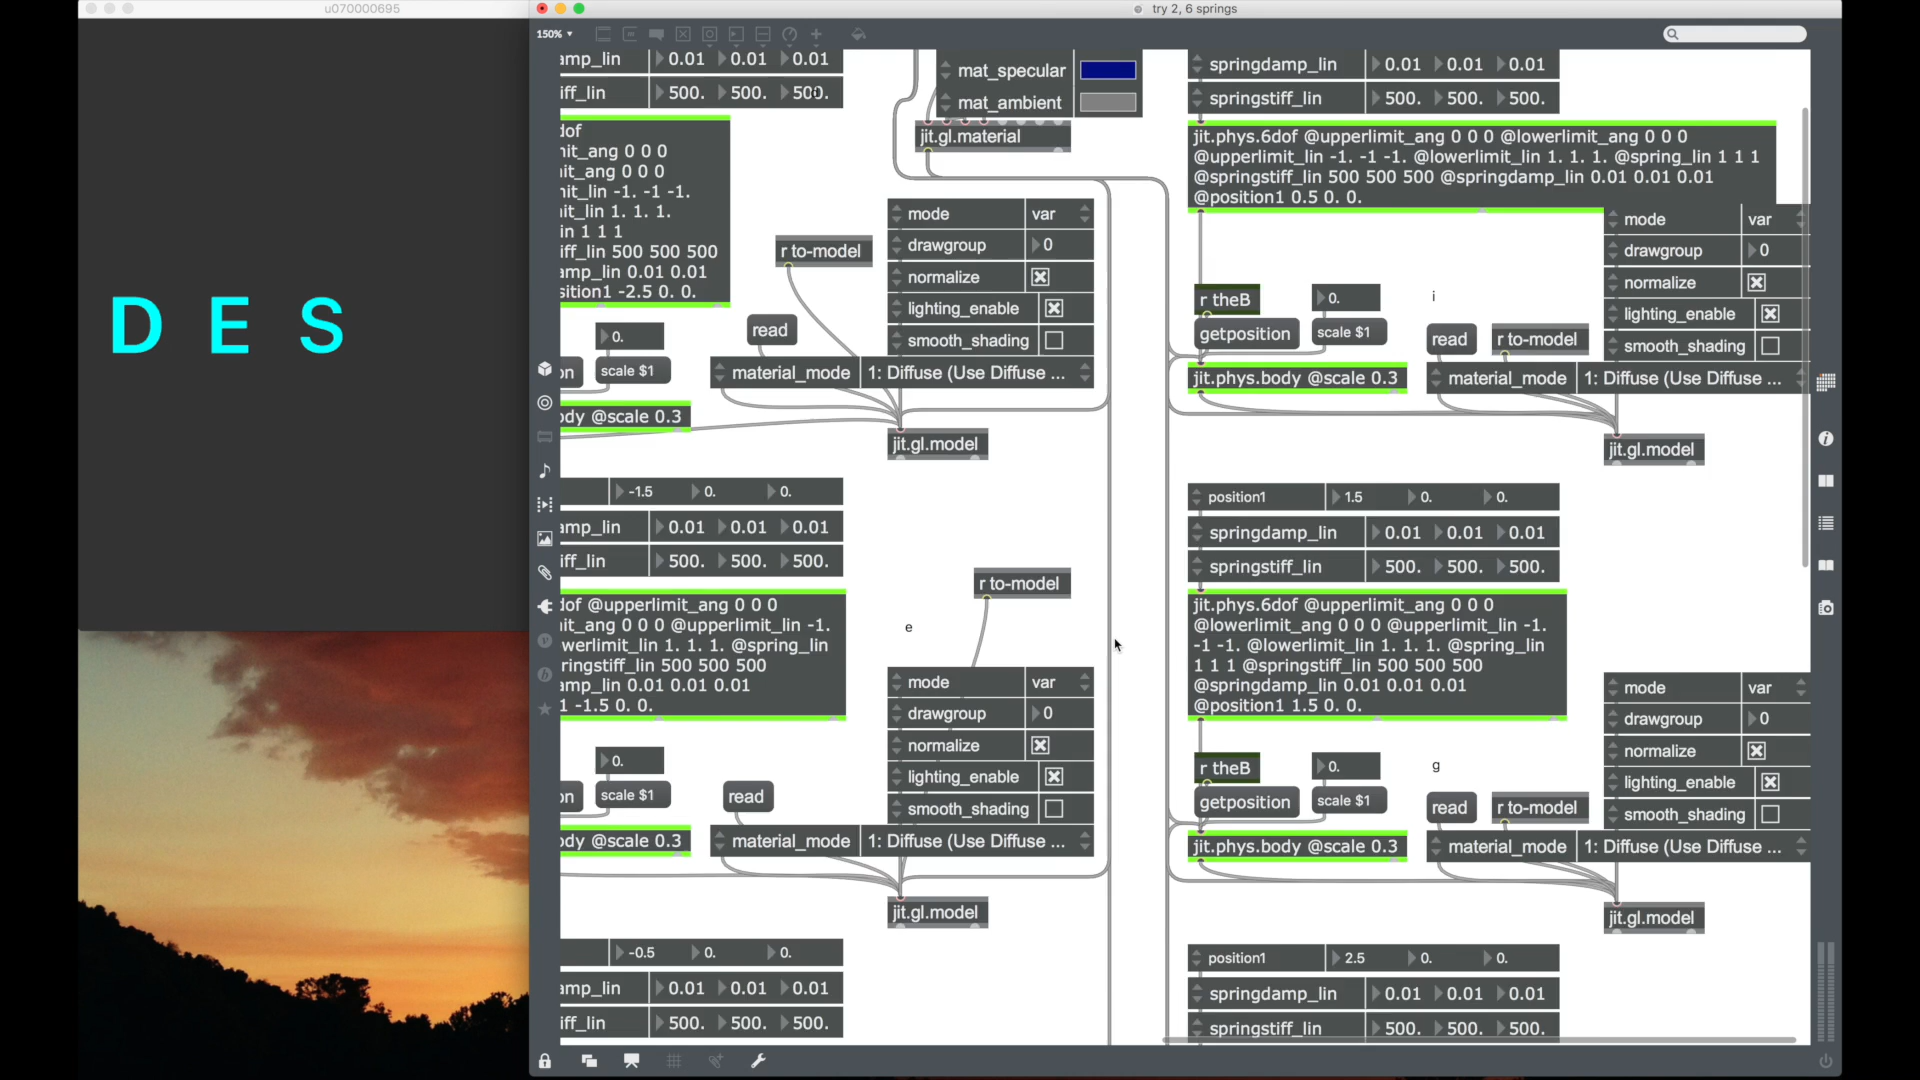 u070000695
try 2, 6 springs
150%
D E S
amp_lin 0.01 0.01 0.01
iff_lin 500. 500. 500.
dof
nit_ang 0 0 0
it_ang 0 0 0
nit_lin -1. -1 -1.
it_lin 1. 1. 1.
in 1 1 1
iff_lin 500 500 500
amp_lin 0.01 0.01
sition1 -2.5 0. 0.
0.
on scale $1
ody @scale 0.3
mat_specular
mat_ambient
jit.gl.material
r to-model
read
mode var
drawgroup 0
normalize
lighting_enable
smooth_shading
material_mode 1: Diffuse (Use Diffuse ...
jit.gl.model
-1.5 0. 0.
amp_lin 0.01 0.01 0.01
iff_lin 500. 500. 500.
dof @upperlimit_ang 0 0 0
it_ang 0 0 0 @upperlimit_lin -1.
werlimit_lin 1. 1. 1. @spring_lin
ringstiff_lin 500 500 500
amp_lin 0.01 0.01 0.01
1 -1.5 0. 0.
0.
on scale $1
ody @scale 0.3
r to-model
e
read
mode var
drawgroup 0
normalize
lighting_enable
smooth_shading
material_mode 1: Diffuse (Use Diffuse ...
jit.gl.model
-0.5 0. 0.
amp_lin 0.01 0.01 0.01
iff_lin 500. 500. 500.
springdamp_lin 0.01 0.01 0.01
springstiff_lin 500. 500. 500.
jit.phys.6dof @upperlimit_ang 0 0 0 @lowerlimit_ang 0 0 0
@upperlimit_lin -1. -1 -1. @lowerlimit_lin 1. 1. 1. @spring_lin 1 1 1
@springstiff_lin 500 500 500 @springdamp_lin 0.01 0.01 0.01
@position1 0.5 0. 0.
r theB 0. i
getposition scale $1
read r to-model
jit.phys.body @scale 0.3
mode var
drawgroup 0
normalize
lighting_enable
smooth_shading
material_mode 1: Diffuse (Use Diffuse ...
jit.gl.model
position1 1.5 0. 0.
springdamp_lin 0.01 0.01 0.01
springstiff_lin 500. 500. 500.
jit.phys.6dof @upperlimit_ang 0 0 0
@lowerlimit_ang 0 0 0 @upperlimit_lin -1.
-1 -1. @lowerlimit_lin 1. 1. 1. @spring_lin
1 1 1 @springstiff_lin 500 500 500
@springdamp_lin 0.01 0.01 0.01
@position1 1.5 0. 0.
r theB 0. g
getposition scale $1
read r to-model
jit.phys.body @scale 0.3
mode var
drawgroup 0
normalize
lighting_enable
smooth_shading
material_mode 1: Diffuse (Use Diffuse ...
jit.gl.model
position1 2.5 0. 0.
springdamp_lin 0.01 0.01 0.01
springstiff_lin 500. 500. 500.